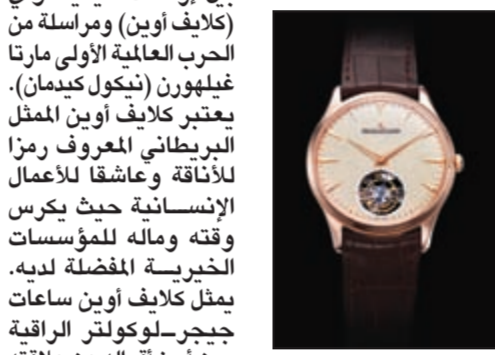 (كلايف أوين) ومراسلة من
الحرب العالمية الأولى مارتا
غيلهورن (نيكول كيدمان).
يعتبر كلايف أوين الممثل
البريطاني المعروف رمزا
للأناقة وعاشقا للأعمال
الإنسانية حيث يكرس
وقته وماله للمؤسسات
الخيرية المفضلة لديه.
يمثل كلايف أوين ساعات
جيجر-لوكولتر الراقية